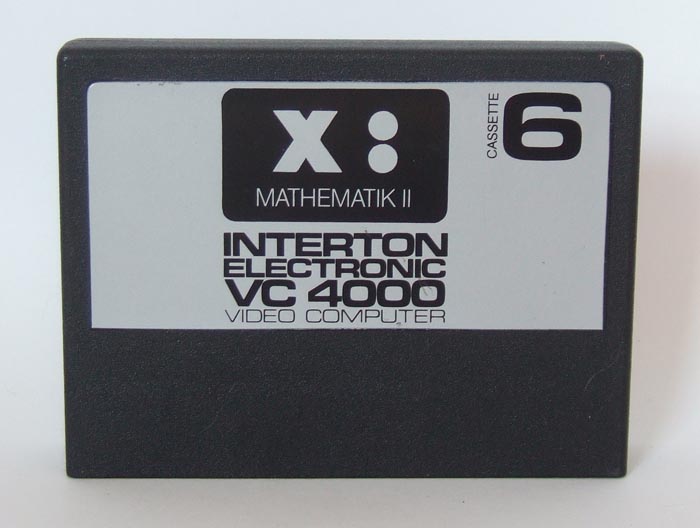 X :
MATHEMATIK II
INTERTON
ELECTRONIC
VC 4000
VIDEO COMPUTER
CASSETTE 6